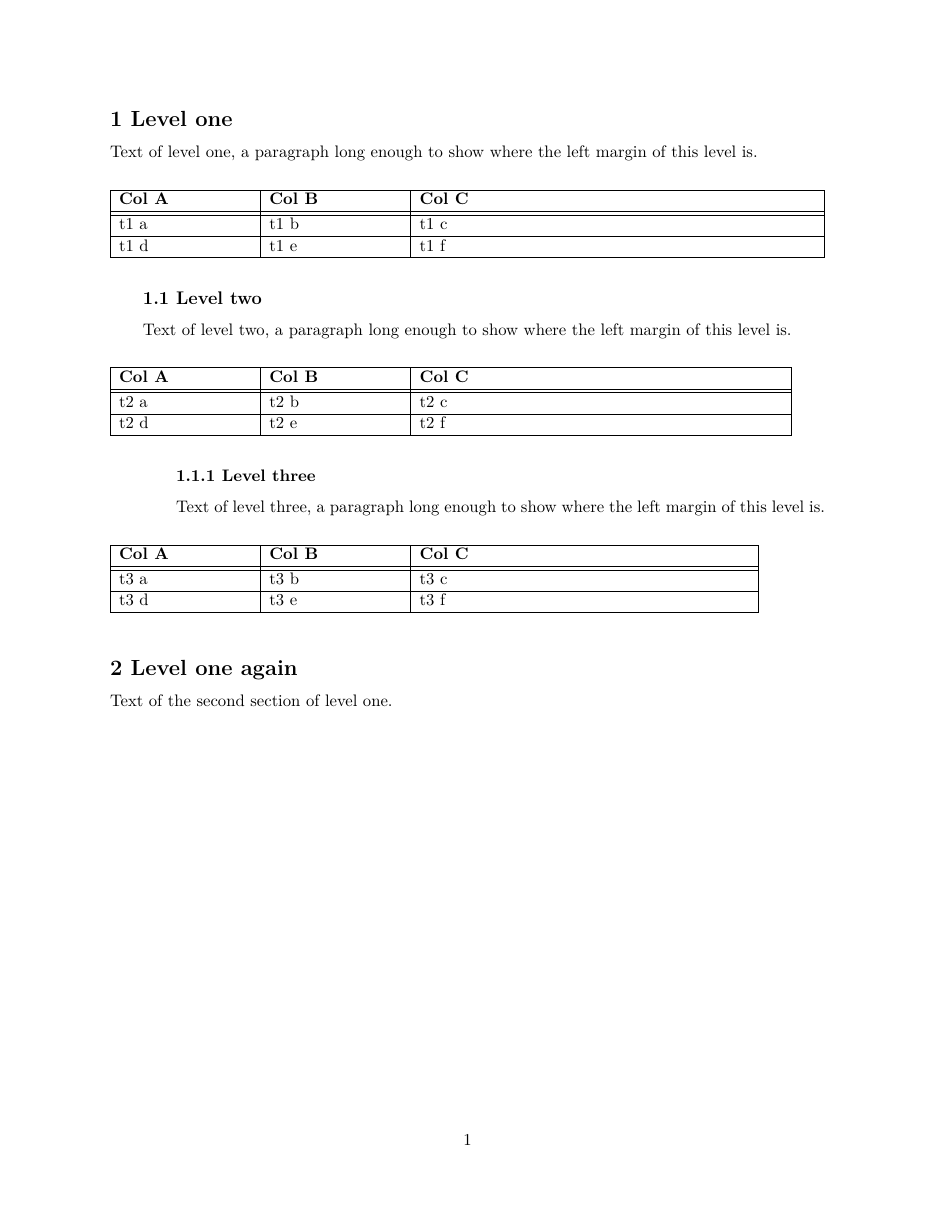 1 Level one
Text of level one, a paragraph long enough to show where the left margin of this level is.
Col A Col B Col C
t1 a t1 b t1 c
t1 d t1 e t1 f
1.1 Level two
Text of level two, a paragraph long enough to show where the left margin of this level is.
Col A Col B Col C
t2 a t2 b t2 c
t2 d t2 e t2 f
1.1.1 Level three
Text of level three, a paragraph long enough to show where the left margin of this level is.
Col A Col B Col C
t3 a t3 b t3 c
t3 d t3 e t3 f
2 Level one again
Text of the second section of level one.
1